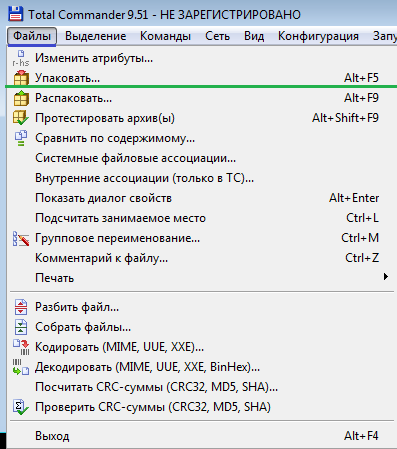 Total Commander 9.51 - НЕ ЗАРЕГИСТРИРОВАНО
Файлы Выделение Команды Сеть Вид Конфигурация Запу
r-hs Изменить атрибуты...
Упаковать... Alt+F5
Распаковать... Alt+F9
Протестировать архив(ы) Alt+Shift+F9
Сравнить по содержимому...
Системные файловые ассоциации...
Внутренние ассоциации (только в TC)...
Показать диалог свойств Alt+Enter
Подсчитать занимаемое место Ctrl+L
Групповое переименование... Ctrl+M
Комментарий к файлу... Ctrl+Z
Печать
Разбить файл...
Собрать файлы...
Кодировать (MIME, UUE, XXE)...
Декодировать (MIME, UUE, XXE, BinHex)...
Посчитать CRC-суммы (CRC32, MD5, SHA)...
Проверить CRC-суммы (CRC32, MD5, SHA)
Выход Alt+F4